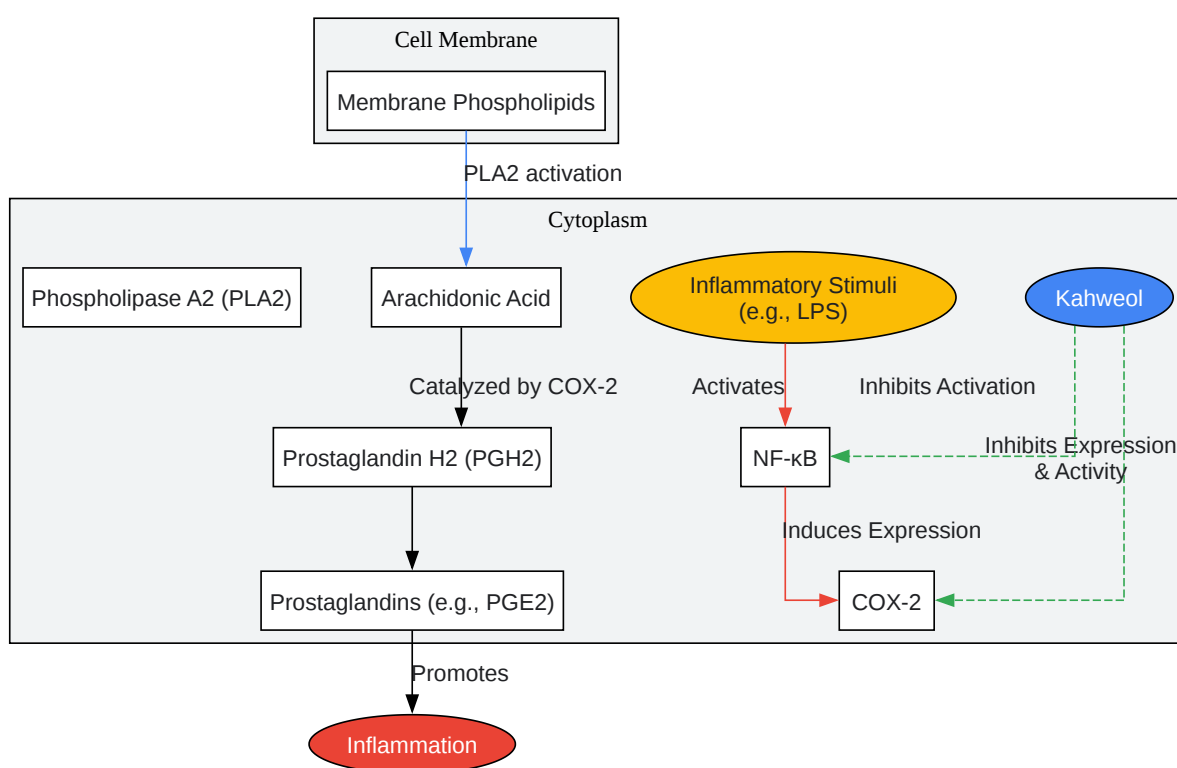 Cell Membrane
Membrane Phospholipids
PLA2 activation
Cytoplasm
Phospholipase A2 (PLA2)
Arachidonic Acid
Inflammatory Stimuli
(e.g., LPS)
Kahweol
Catalyzed by COX-2
Activates
Inhibits Activation
Prostaglandin H2 (PGH2)
NF-κB
Inhibits Expression
& Activity
Induces Expression
Prostaglandins (e.g., PGE2)
COX-2
Promotes
Inflammation